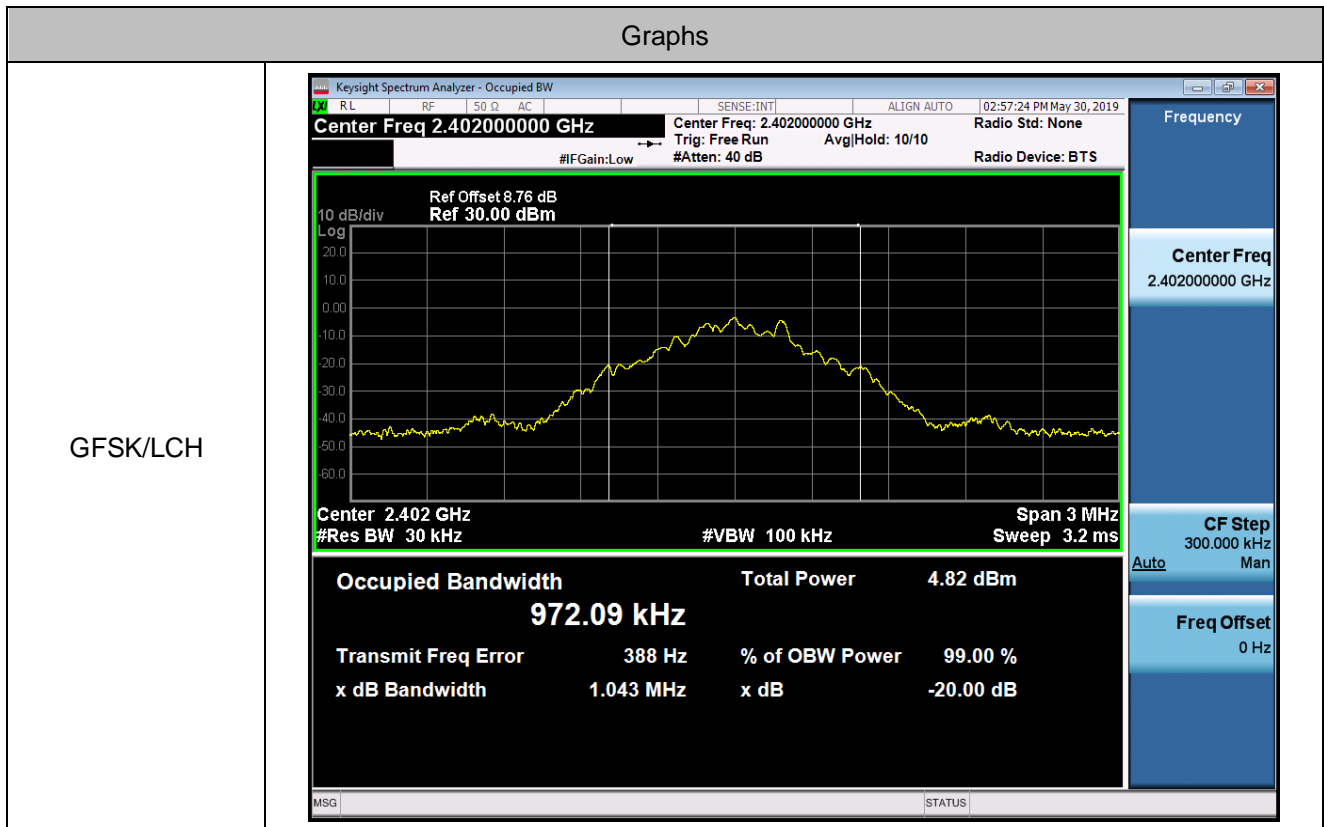 Graphs
GFSK/LCH
Keysight Spectrum Analyzer - Occupied BW
LXI RL RF 50 Ω AC SENSE:INT ALIGN AUTO 02:57:24 PM May 30, 2019
Center Freq 2.402000000 GHz
Center Freq: 2.402000000 GHz
Radio Std: None
Trig: Free Run Avg|Hold: 10/10
#IFGain:Low #Atten: 40 dB Radio Device: BTS
Ref Offset 8.76 dB
10 dB/div Ref 30.00 dBm
Log
20.0
10.0
0.00
-10.0
-20.0
-30.0
-40.0
-50.0
-60.0
Center 2.402 GHz Span 3 MHz
#Res BW 30 kHz #VBW 100 kHz Sweep 3.2 ms
Occupied Bandwidth Total Power 4.82 dBm
972.09 kHz
Transmit Freq Error 388 Hz % of OBW Power 99.00 %
x dB Bandwidth 1.043 MHz x dB -20.00 dB
MSG STATUS
Frequency
Center Freq
2.402000000 GHz
CF Step
300.000 kHz
Auto Man
Freq Offset
0 Hz